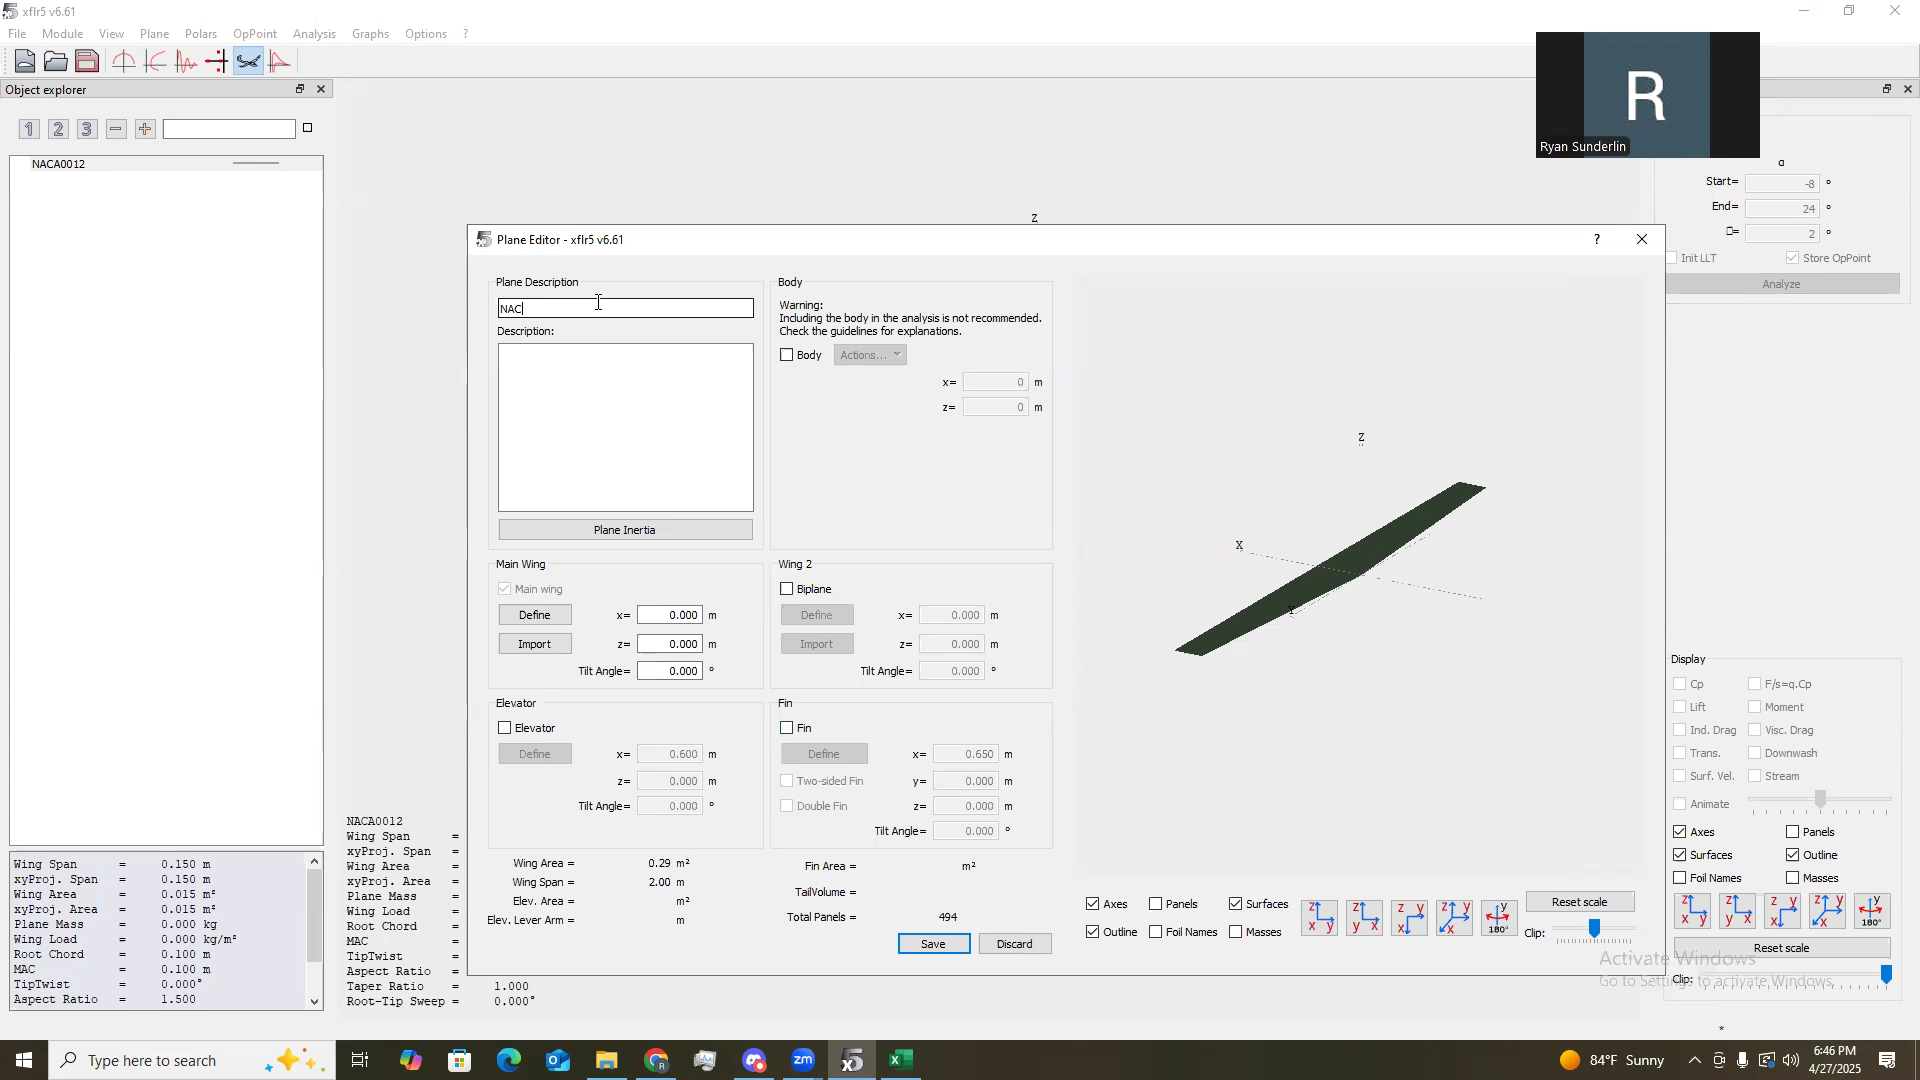 xflr5 v6.61
File Module View Plane Polars OpPoint Analysis Graphs Options ?
Object explorer
1 2 3
NACA0012
Wing Span = 0.150 m
xyProj. Span = 0.150 m
Wing Area = 0.015 m²
xyProj. Area = 0.015 m²
Plane Mass = 0.000 kg
Wing Load = 0.000 kg/m²
Root Chord = 0.100 m
MAC = 0.100 m
TipTwist = 0.000°
Aspect Ratio = 1.500
Z
NACA0012
Wing Span =
xyProj. Span =
Wing Area =
xyProj. Area =
Plane Mass =
Wing Load =
Root Chord =
MAC =
TipTwist =
Aspect Ratio =
Taper Ratio = 1.000
Root-Tip Sweep = 0.000°
Plane Editor - xflr5 v6.61
?
Plane Description
NAC
Description:
Plane Inertia
Body
Warning:
Including the body in the analysis is not recommended.
Check the guidelines for explanations.
Body Actions...
x= 0 m
z= 0 m
Main Wing
Main wing
Define x= 0.000 m
Import z= 0.000 m
Tilt Angle= 0.000 °
Wing 2
Biplane
Define x= 0.000 m
Import z= 0.000 m
Tilt Angle= 0.000 °
Elevator
Elevator
Define x= 0.600 m
z= 0.000 m
Tilt Angle= 0.000 °
Fin
Fin
Define x= 0.650 m
Two-sided Fin y= 0.000 m
Double Fin z= 0.000 m
Tilt Angle= 0.000 °
Wing Area = 0.29 m²
Wing Span = 2.00 m
Elev. Area = m²
Elev. Lever Arm = m
Fin Area = m²
TailVolume =
Total Panels = 494
Save Discard
Z
X
Y
Axes Panels Surfaces
Outline Foil Names Masses
Z X Y
Z Y X
Z Y X
Z Y X
Y 180°
Reset scale
Clip:
R
Ryan Sunderlin
α
Start= -8 °
End= 24 °
= 2 °
Init LLT Store OpPoint
Analyze
Display
Cp F/s=q.Cp
Lift Moment
Ind. Drag Visc. Drag
Trans. Downwash
Surf. Vel. Stream
Animate
Axes Panels
Surfaces Outline
Foil Names Masses
Z X Y
Z Y X
Z Y X
Z Y X
Y 180°
Reset scale
Clip:
Activate Windows
Go to Settings to activate Windows.
*
Type here to search
84°F Sunny
6:46 PM
4/27/2025